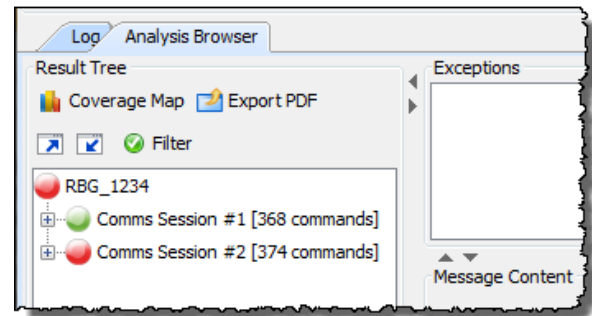 Log
Analysis Browser
Result Tree
Exceptions
Coverage Map
Export PDF
Filter
RBG_1234
Comms Session #1 [368 commands]
Comms Session #2 [374 commands]
Message Content